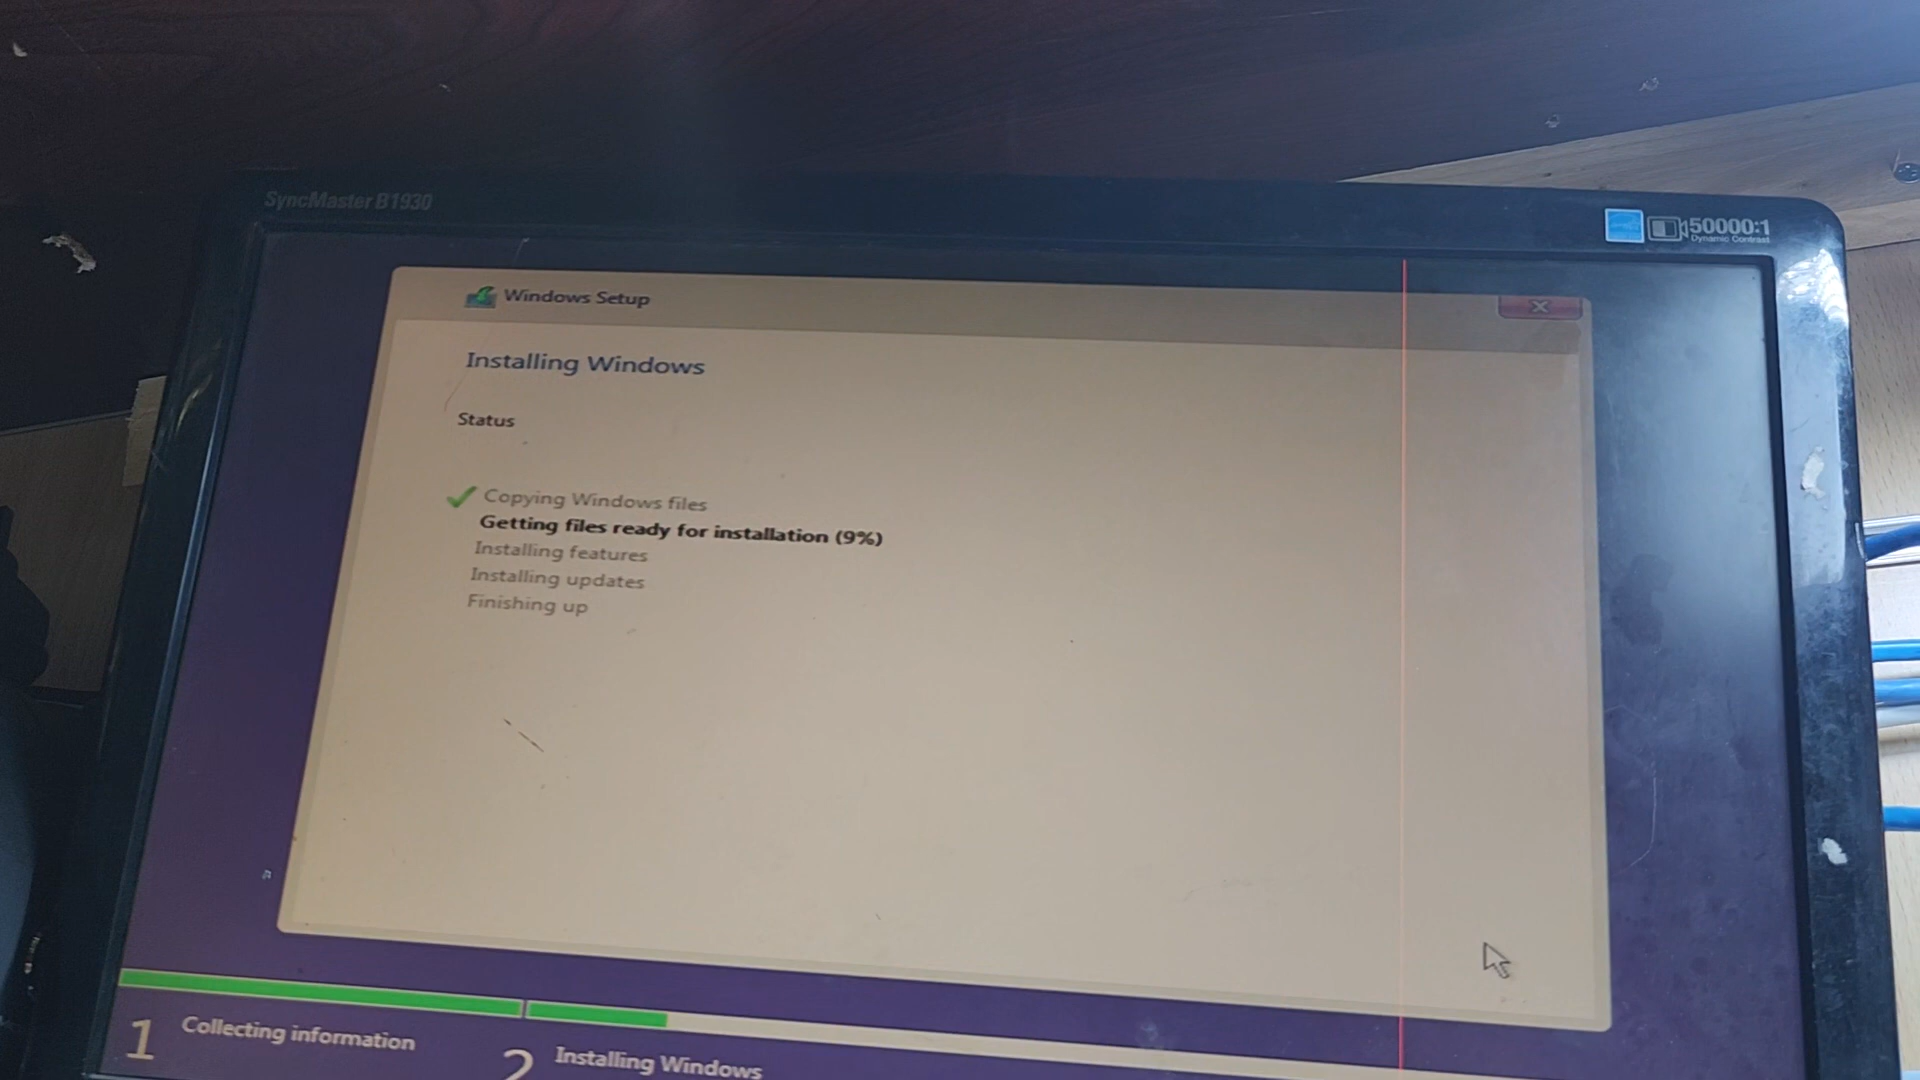 SyncMaster B1930
50000:1
Dynamic Contrast
Windows Setup
Installing Windows
Status
Copying Windows files
Getting files ready for installation (9%)
Installing features
Installing updates
Finishing up
1 Collecting information
2 Installing Windows